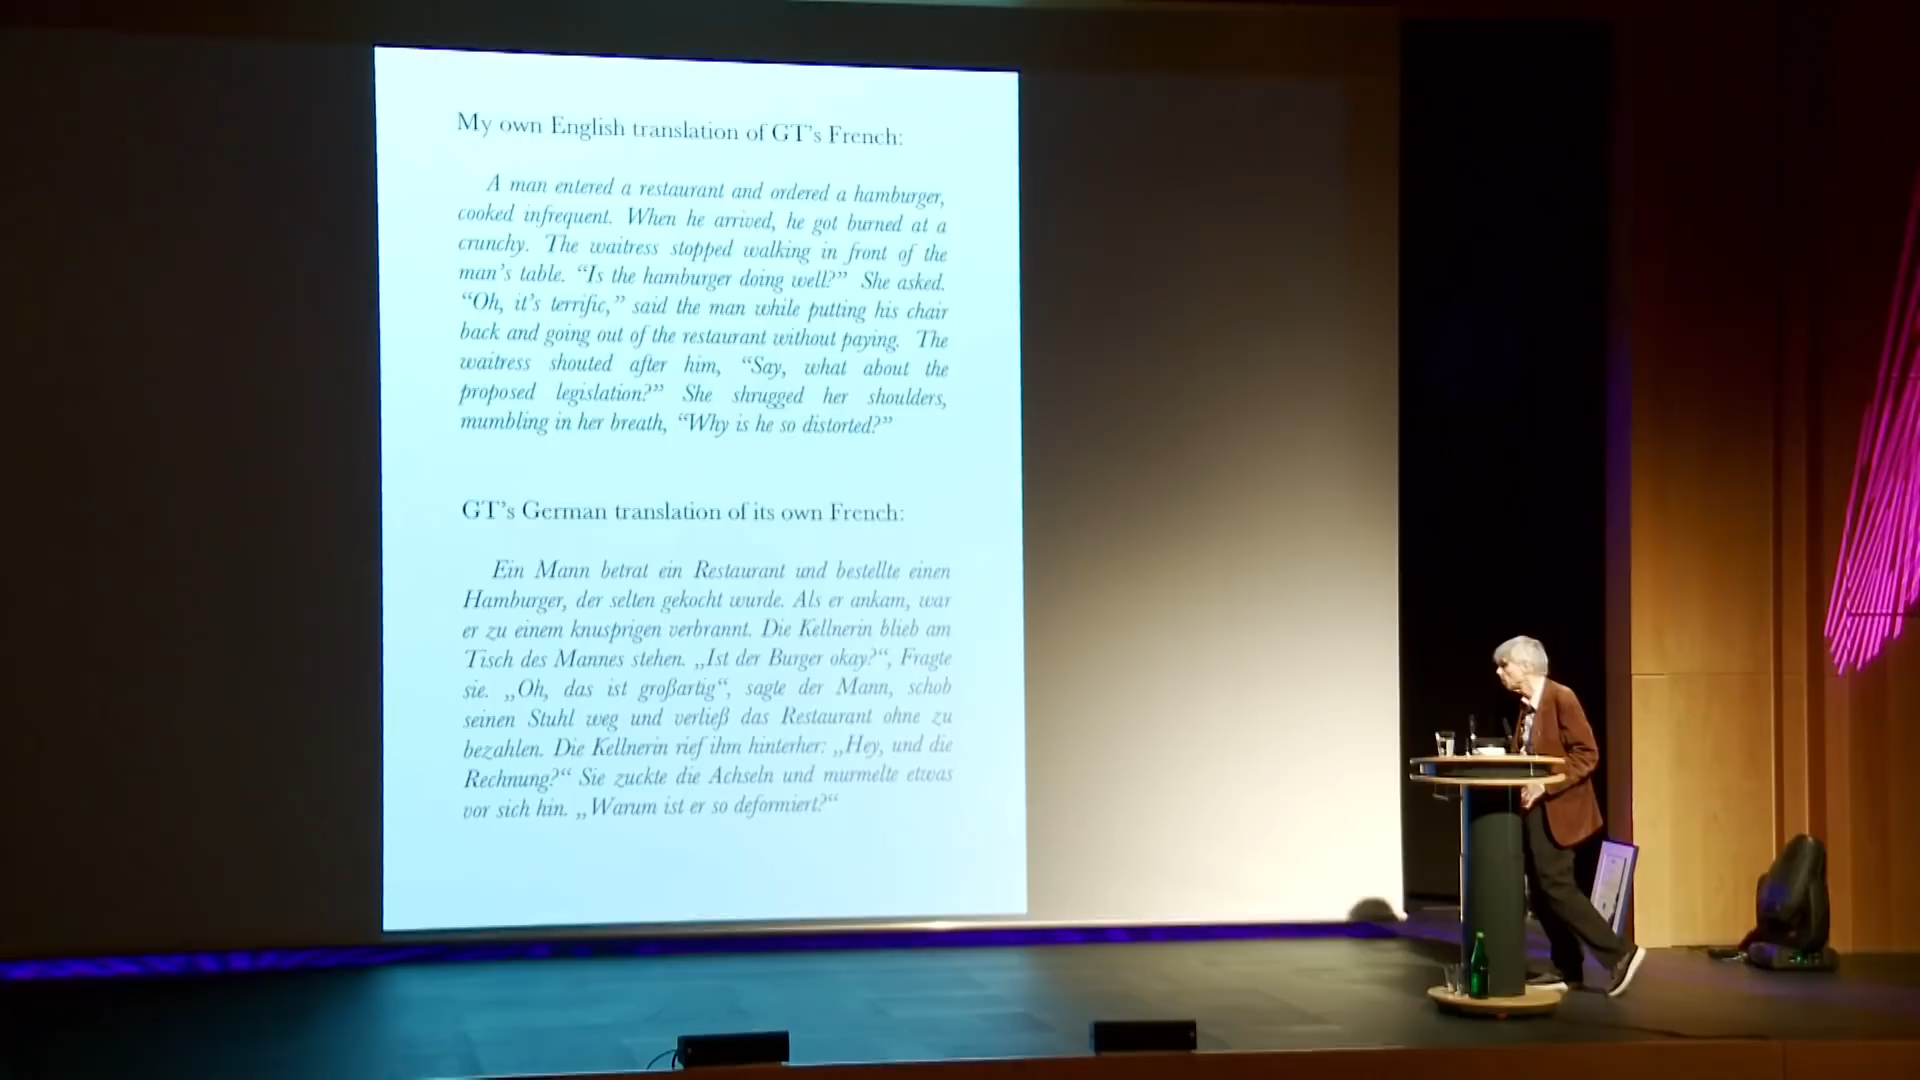 My own English translation of GT's French:
A man entered a restaurant and ordered a hamburger,
cooked infrequent. When he arrived, he got burned at a
crunchy. The waitress stopped walking in front of the
man's table. “Is the hamburger doing well?” She asked.
“Oh, it's terrific,” said the man while putting his chair
back and going out of the restaurant without paying. The
waitress shouted after him, “Say, what about the
proposed legislation?” She shrugged her shoulders,
mumbling in her breath, “Why is he so distorted?”
GT's German translation of its own French:
Ein Mann betrat ein Restaurant und bestellte einen
Hamburger, der selten gekocht wurde. Als er ankam, war
er zu einem knusprigen verbrannt. Die Kellnerin blieb am
Tisch des Mannes stehen. „Ist der Burger okay?“, Fragte
sie. „Oh, das ist großartig“, sagte der Mann, schob
seinen Stuhl weg und verließ das Restaurant ohne zu
bezahlen. Die Kellnerin rief ihm hinterher: „Hey, und die
Rechnung?“ Sie zuckte die Achseln und murmelte etwas
vor sich hin. „Warum ist er so deformiert?“